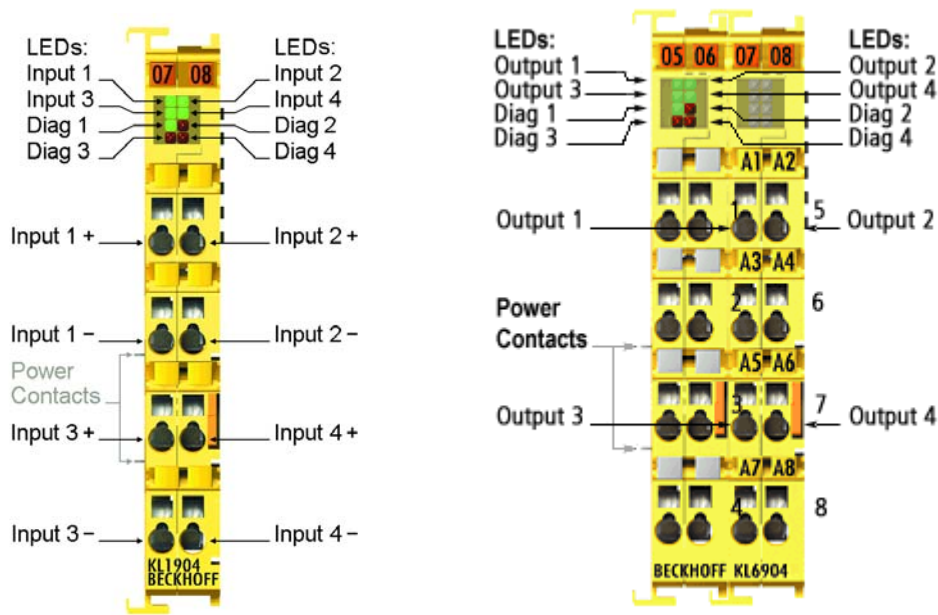 LEDs:
Input 1
Input 3
Diag 1
Diag 3
07 08
LEDs:
Input 2
Input 4
Diag 2
Diag 4
Input 1 +
Input 2 +
Input 1 –
Input 2 –
Power
Contacts
Input 3 +
Input 4 +
Input 3 –
Input 4 –
KL1904
BECKHOFF
LEDs:
Output 1
Output 3
Diag 1
Diag 3
05 06 07 08
LEDs:
Output 2
Output 4
Diag 2
Diag 4
A1 A2
Output 1
1
5
Output 2
A3 A4
Power
Contacts
2
6
A5 A6
Output 3
3
7
Output 4
A7 A8
4
8
BECKHOFF KL6904